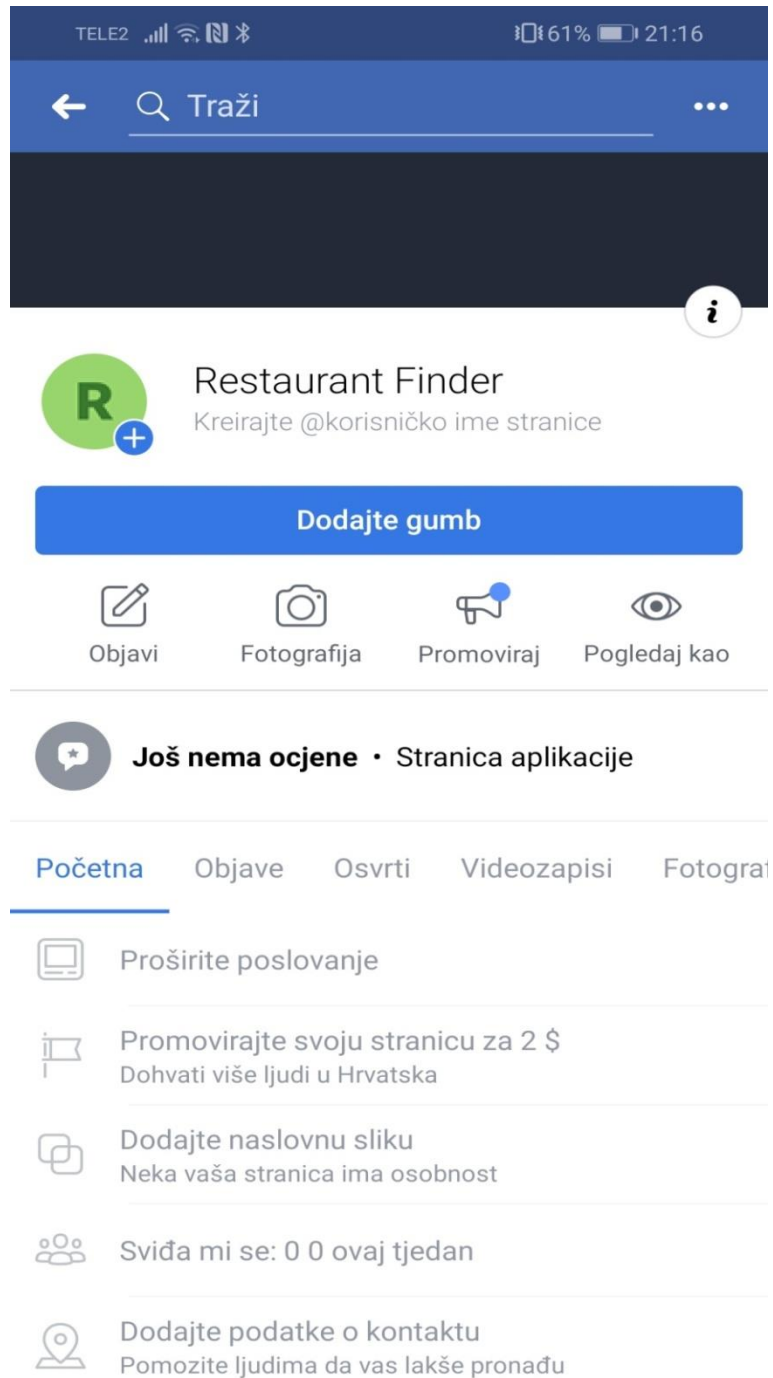 TELE2 61% 21:16
Traži
i
R
Restaurant Finder
Kreirajte @korisničko ime stranice
Dodajte gumb
Objavi Fotografija Promoviraj Pogledaj kao
Još nema ocjene · Stranica aplikacije
Početna Objave Osvrti Videozapisi Fotograf
Proširite poslovanje
Promovirajte svoju stranicu za 2 $
Dohvati više ljudi u Hrvatska
Dodajte naslovnu sliku
Neka vaša stranica ima osobnost
Sviđa mi se: 0 0 ovaj tjedan
Dodajte podatke o kontaktu
Pomozite ljudima da vas lakše pronađu